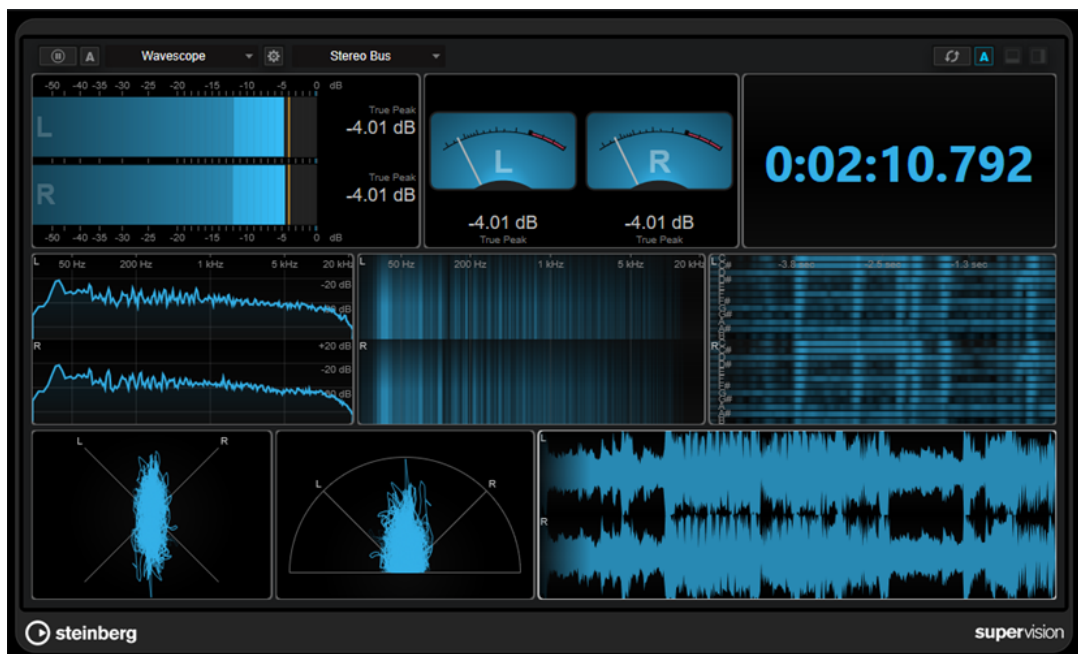 A Wavescope Stereo Bus A
-50 -40 -35 -30 -25 -20 -15 -10 -5 0 dB
L
True Peak
-4.01 dB
R
True Peak
-4.01 dB
-50 -40 -35 -30 -25 -20 -15 -10 -5 0 dB
L R
-4.01 dB -4.01 dB
True Peak True Peak
0:02:10.792
L 50 Hz 200 Hz 1 kHz 5 kHz 20 kHz
-20 dB
R +20 dB
-20 dB
L 50 Hz 200 Hz 1 kHz 5 kHz 20 kHz
R
L -3.8 sec -2.5 sec -1.3 sec
R
L R
L R
L
R
steinberg
supervision